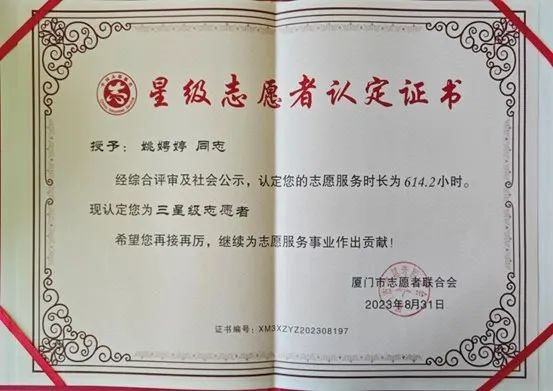 星级志愿者认定证书
授予：姚娉婷 同志
经综合评审及社会公示，认定您的志愿服务时长为614.2小时。
现认定您为三星级志愿者
希望您再接再厉，继续为志愿服务事业作出贡献！
厦门市志愿者联合会
2023年8月31日
证书编号：XM3XZYZ202308197